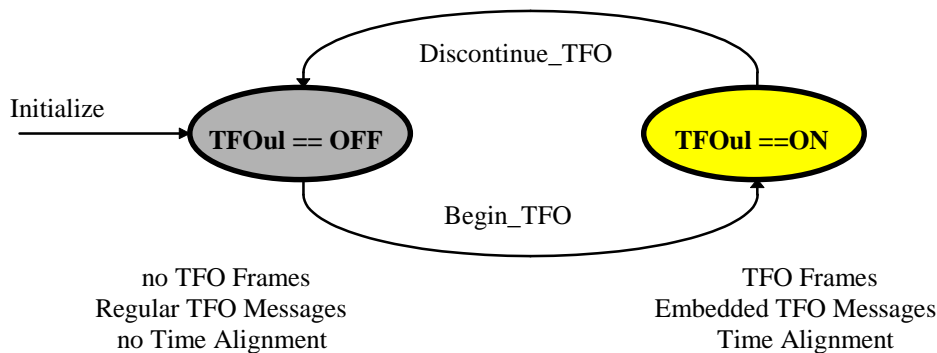 Discontinue_TFO
Initialize
TFOul == OFF
TFOul ==ON
Begin_TFO
no TFO Frames
Regular TFO Messages
no Time Alignment
TFO Frames
Embedded TFO Messages
Time Alignment